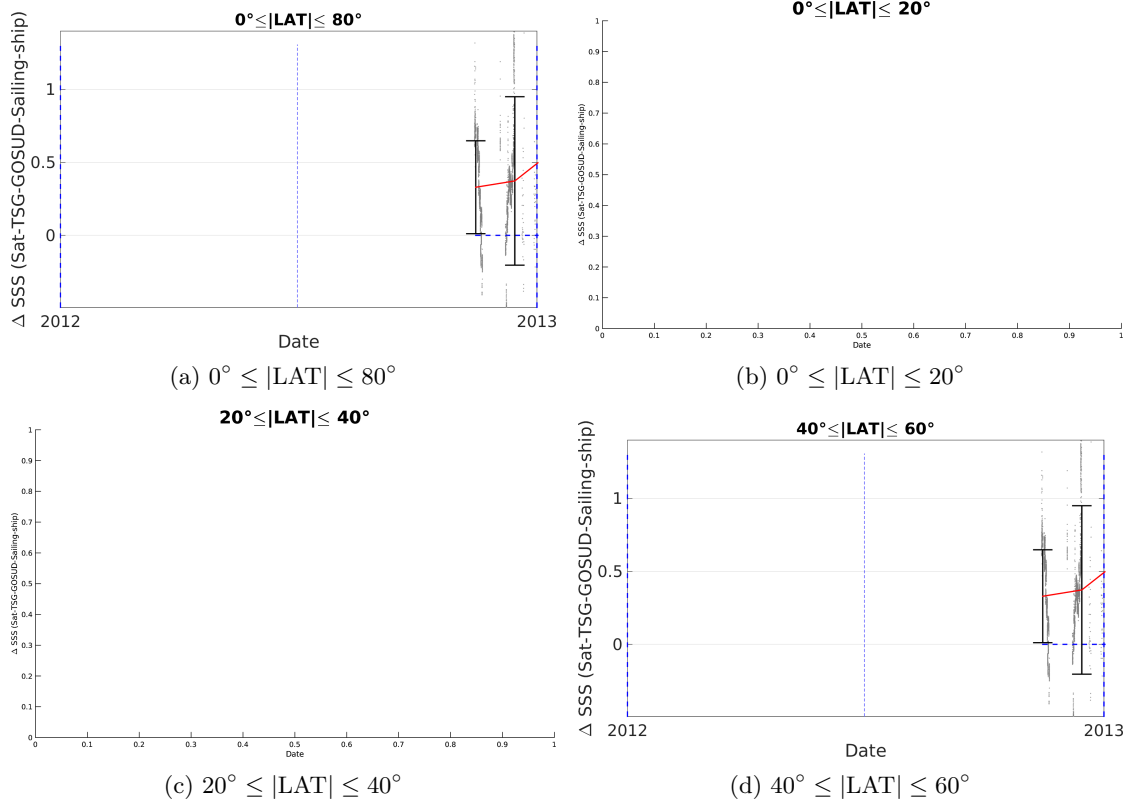 0°≤|LAT|≤ 80°
Δ SSS (Sat-TSG-GOSUD-Sailing-ship)
1
0.5
0
2012
2013
Date
(a) 0° ≤ |LAT| ≤ 80°
0°≤|LAT|≤ 20°
Δ SSS (Sat-TSG-GOSUD-Sailing-ship)
1
0.9
0.8
0.7
0.6
0.5
0.4
0.3
0.2
0.1
0
0 0.1 0.2 0.3 0.4 0.5 0.6 0.7 0.8 0.9 1
Date
(b) 0° ≤ |LAT| ≤ 20°
20°≤|LAT|≤ 40°
Δ SSS (Sat-TSG-GOSUD-Sailing-ship)
1
0.9
0.8
0.7
0.6
0.5
0.4
0.3
0.2
0.1
0
0 0.1 0.2 0.3 0.4 0.5 0.6 0.7 0.8 0.9 1
Date
(c) 20° ≤ |LAT| ≤ 40°
40°≤|LAT|≤ 60°
Δ SSS (Sat-TSG-GOSUD-Sailing-ship)
1
0.5
0
2012
2013
Date
(d) 40° ≤ |LAT| ≤ 60°